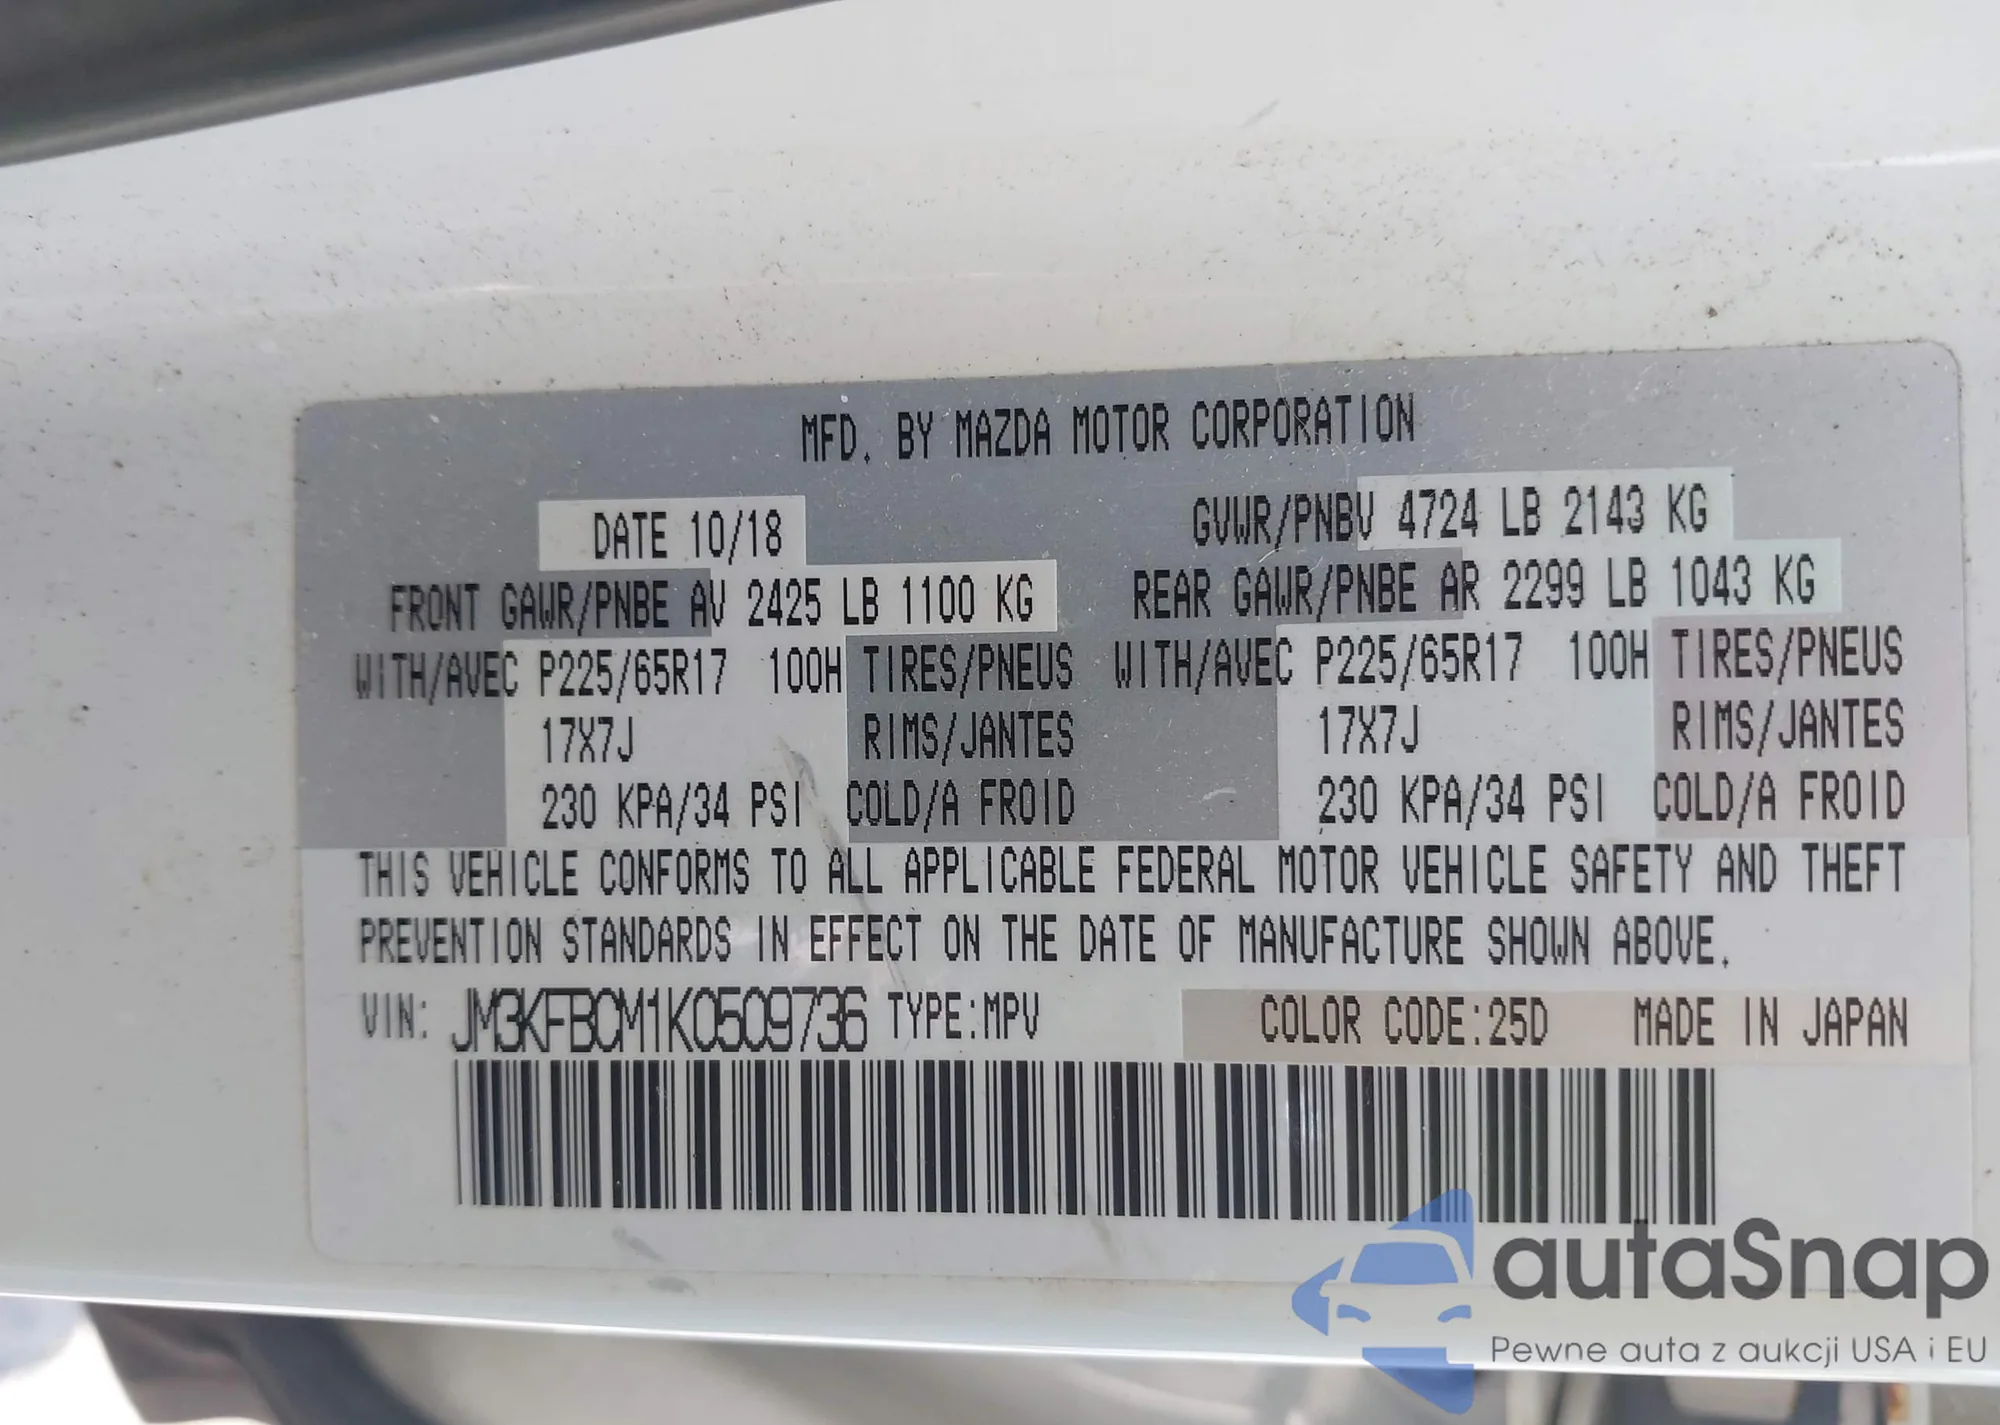 MFD. BY MAZDA MOTOR CORPORATION
DATE 10/18 GVWR/PNBV 4724 LB 2143 KG
FRONT GAWR/PNBE AV 2425 LB 1100 KG REAR GAWR/PNBE AR 2299 LB 1043 KG
WITH/AVEC P225/65R17 100H TIRES/PNEUS WITH/AVEC P225/65R17 100H TIRES/PNEUS
17X7J RIMS/JANTES 17X7J RIMS/JANTES
230 KPA/34 PSI COLD/A FROID 230 KPA/34 PSI COLD/A FROID
THIS VEHICLE CONFORMS TO ALL APPLICABLE FEDERAL MOTOR VEHICLE SAFETY AND THEFT
PREVENTION STANDARDS IN EFFECT ON THE DATE OF MANUFACTURE SHOWN ABOVE.
VIN: JM3KFBCM1K0509736 TYPE:MPV COLOR CODE:25D MADE IN JAPAN
autaSnap
Pewne auta z aukcji USA i EU